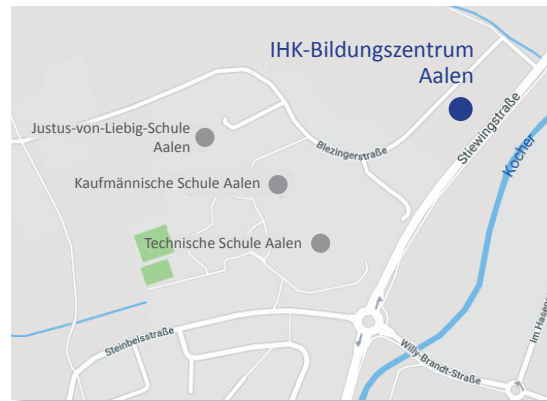 IHK-Bildungszentrum
Aalen
Justus-von-Liebig-Schule
Aalen
Blezingerstraße
Stiewingstraße
Kocher
Kaufmännische Schule Aalen
Technische Schule Aalen
Steinbeisstraße
Willy-Brandt-Straße
Im Hasen-